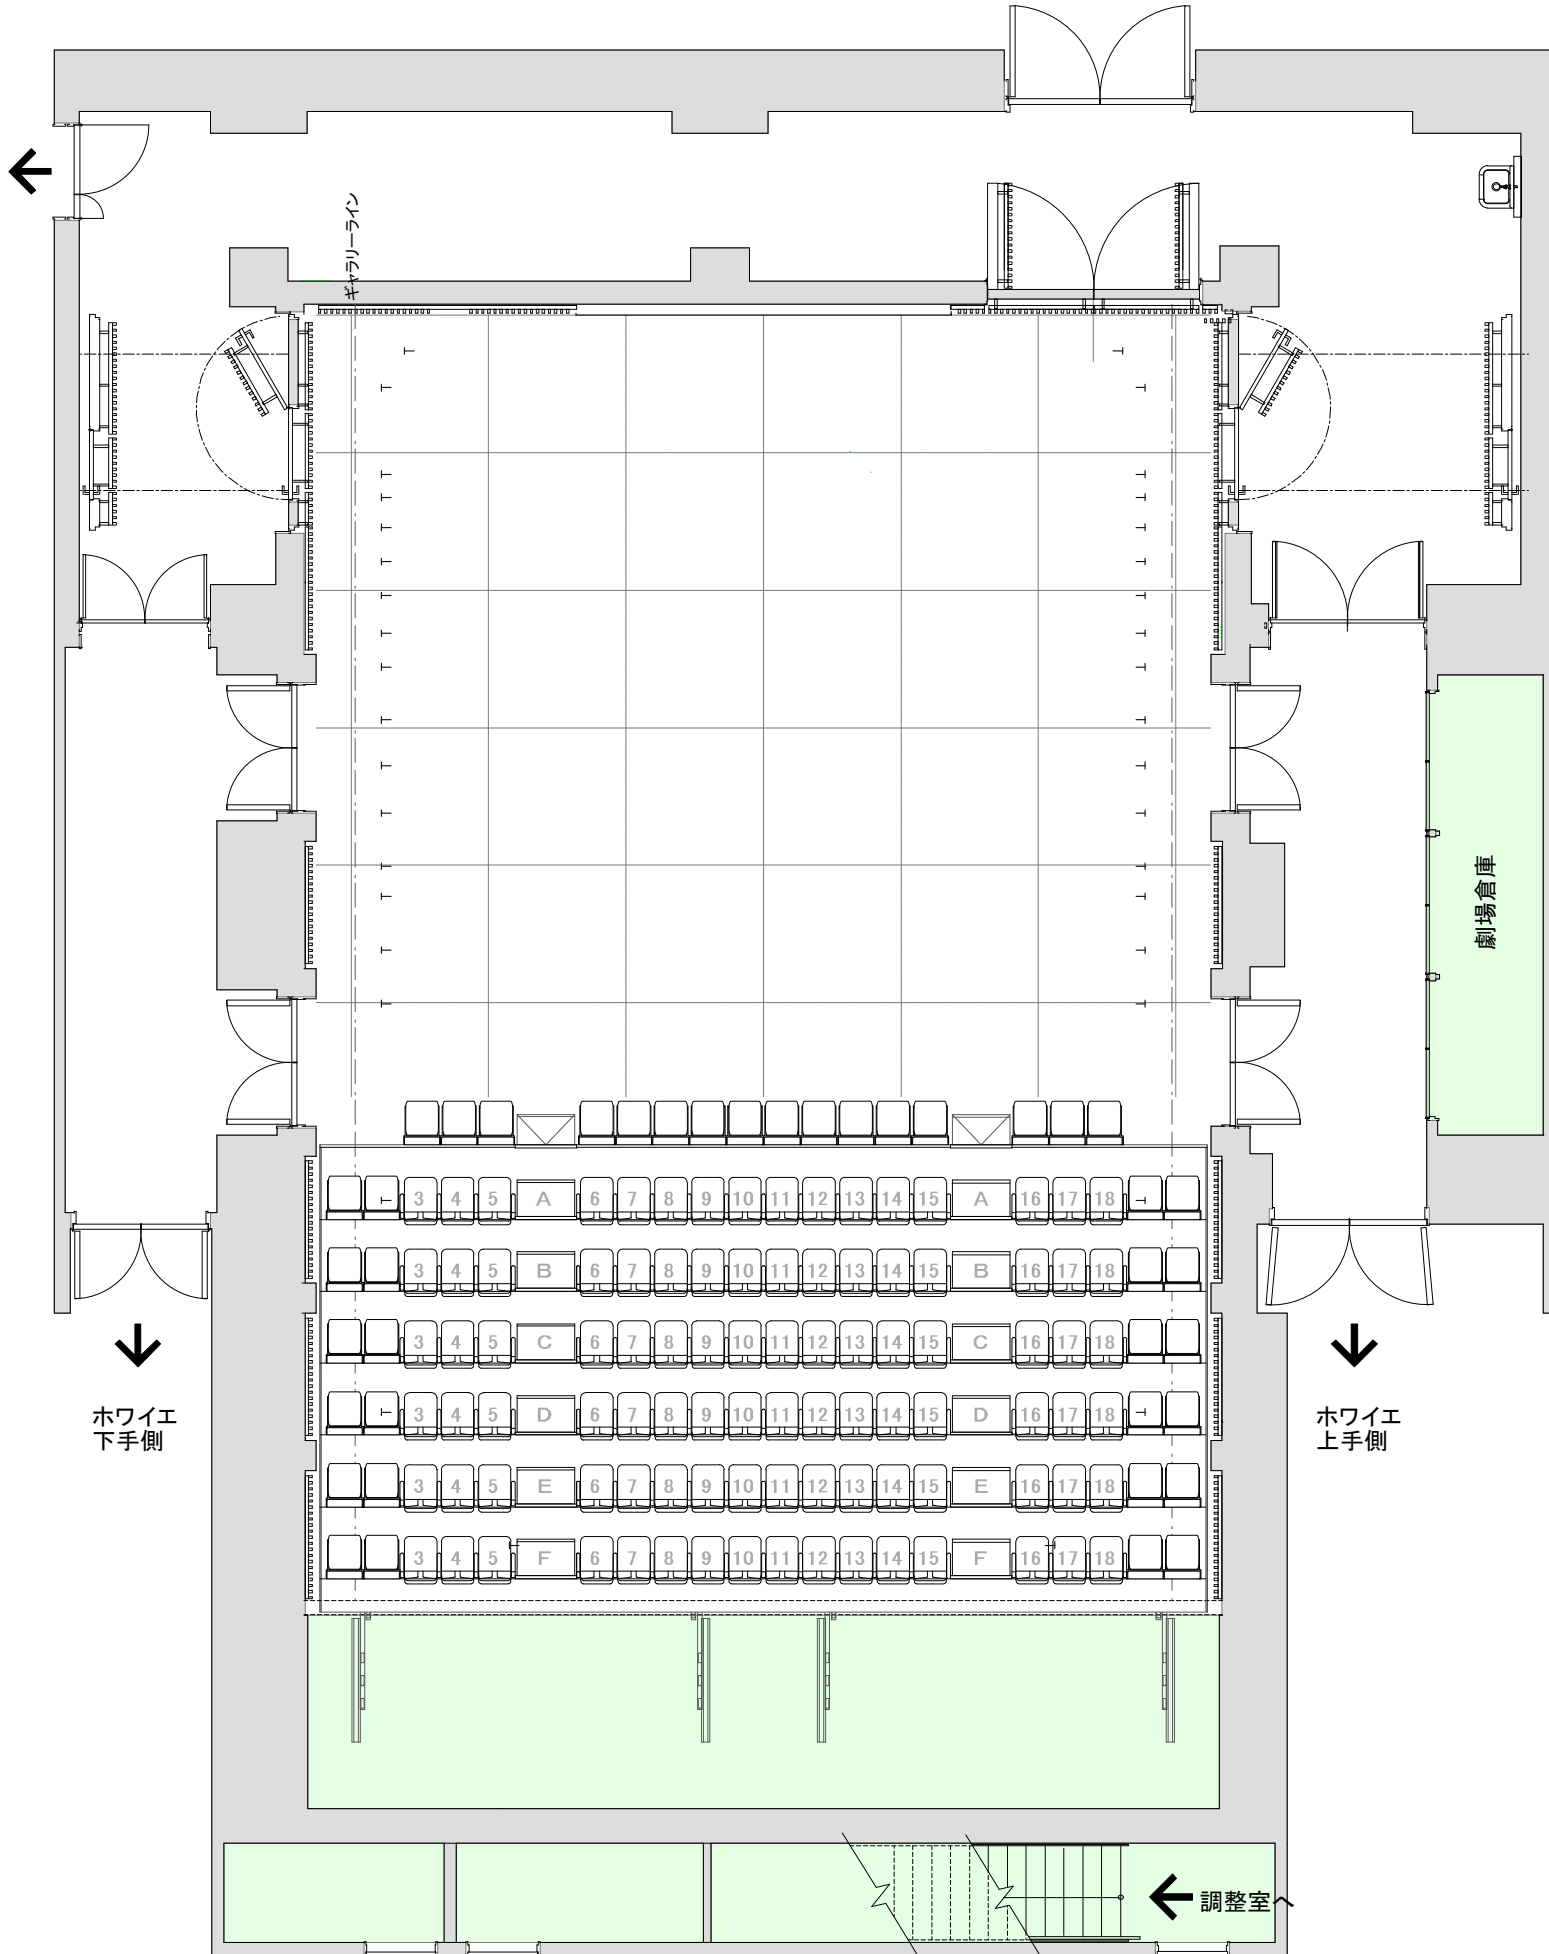 ギャラリーライン
劇場倉庫
3 4 5 A 6 7 8 9 10 11 12 13 14 15 A 16 17 18
3 4 5 B 6 7 8 9 10 11 12 13 14 15 B 16 17 18
3 4 5 C 6 7 8 9 10 11 12 13 14 15 C 16 17 18
3 4 5 D 6 7 8 9 10 11 12 13 14 15 D 16 17 18
3 4 5 E 6 7 8 9 10 11 12 13 14 15 E 16 17 18
3 4 5 F 6 7 8 9 10 11 12 13 14 15 F 16 17 18
ホワイエ
下手側
ホワイエ
上手側
調整室へ